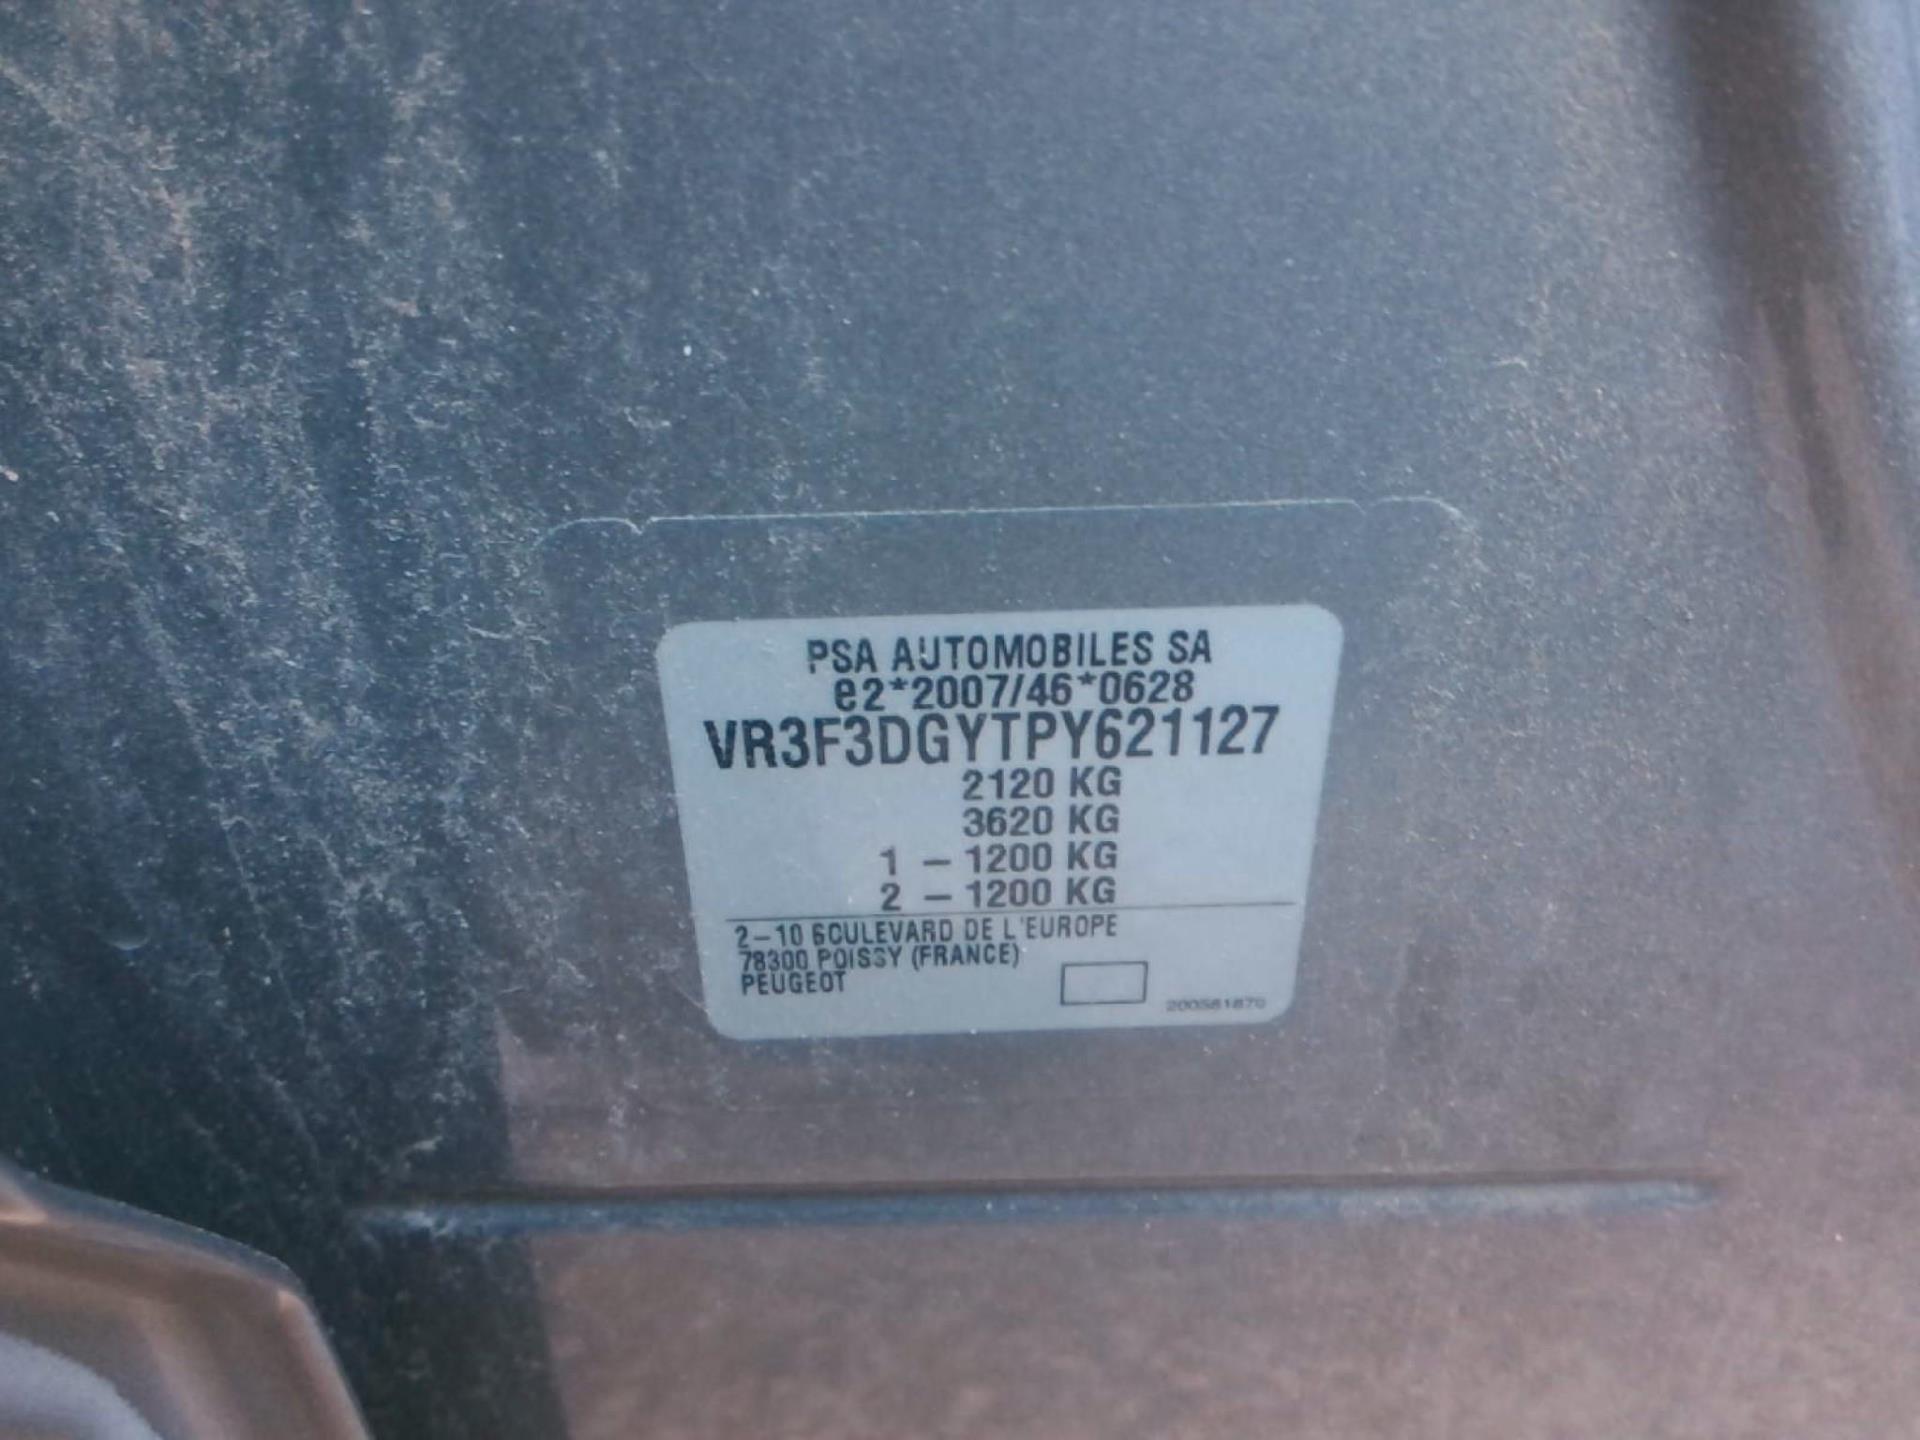 PSA AUTOMOBILES SA
e2*2007/46*0628
VR3F3DGYTPY621127
2120 KG
3620 KG
1 – 1200 KG
2 – 1200 KG
2–10 BOULEVARD DE L'EUROPE
78300 POISSY (FRANCE)
PEUGEOT